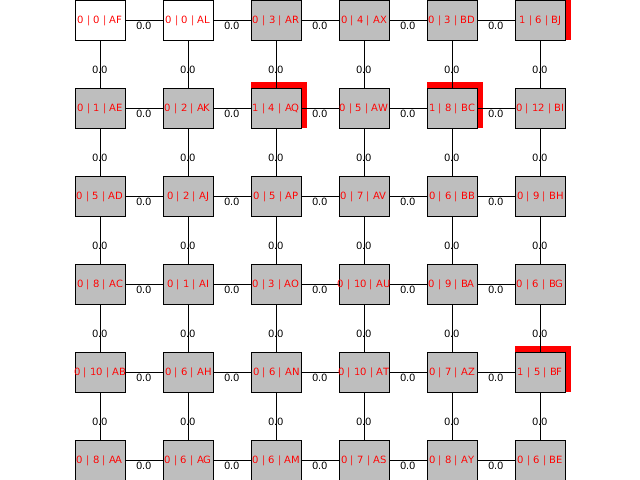 0 | 0 | AF 0.0 0 | 0 | AL 0.0 0 | 3 | AR 0.0 0 | 4 | AX 0.0 0 | 3 | BD 0.0 1 | 6 | BJ
0.0 0.0 0.0 0.0 0.0 0.0
0 | 1 | AE 0.0 0 | 2 | AK 0.0 1 | 4 | AQ 0.0 0 | 5 | AW 0.0 1 | 8 | BC 0.0 0 | 12 | BI
0.0 0.0 0.0 0.0 0.0 0.0
0 | 5 | AD 0.0 0 | 2 | AJ 0.0 0 | 5 | AP 0.0 0 | 7 | AV 0.0 0 | 6 | BB 0.0 0 | 9 | BH
0.0 0.0 0.0 0.0 0.0 0.0
0 | 8 | AC 0.0 0 | 1 | AI 0.0 0 | 3 | AO 0.0 0 | 10 | AU 0.0 0 | 9 | BA 0.0 0 | 6 | BG
0.0 0.0 0.0 0.0 0.0 0.0
0 | 10 | AB 0.0 0 | 6 | AH 0.0 0 | 6 | AN 0.0 0 | 10 | AT 0.0 0 | 7 | AZ 0.0 1 | 5 | BF
0.0 0.0 0.0 0.0 0.0 0.0
0 | 8 | AA 0.0 0 | 6 | AG 0.0 0 | 6 | AM 0.0 0 | 7 | AS 0.0 0 | 8 | AY 0.0 0 | 6 | BE